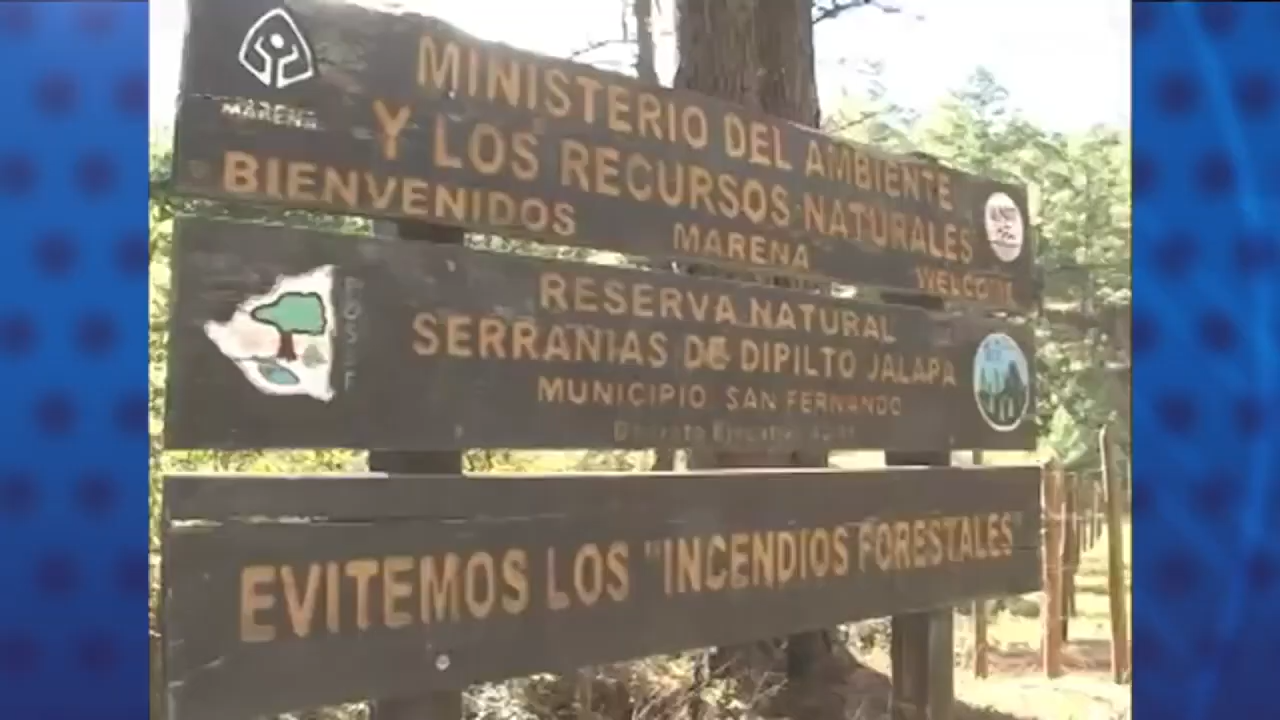 MARENA
MINISTERIO DEL AMBIENTE
Y LOS RECURSOS NATURALES
BIENVENIDOS MARENA WELCOME
RESERVA NATURAL
SERRANIAS DE DIPILTO JALAPA
MUNICIPIO SAN FERNANDO
EVITEMOS LOS "INCENDIOS FORESTALES"